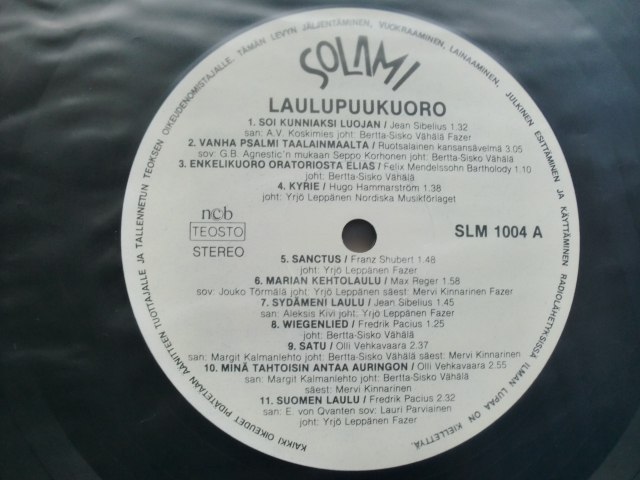 SOLAMI
LAULUPUUKUORO
1. SOI KUNNIAKSI LUOJAN / Jean Sibelius 1.32
san: A.V. Koskimies joht: Bertta-Sisko Vähälä Fazer
2. VANHA PSALMI TAALAINMAALTA / Ruotsalainen kansansävelmä 3.05
sov: G.B. Agnestic'n mukaan Seppo Korhonen joht: Bertta-Sisko Vähälä
3. ENKELIKUORO ORATORIOSTA ELIAS / Felix Mendelssohn Bartholody 1.10
joht: Bertta-Sisko Vähälä
4. KYRIE / Hugo Hammarström 1.38
joht: Yrjö Leppänen Nordiska Musikförlaget
ncb
TEOSTO
STEREO
SLM 1004 A
5. SANCTUS / Franz Shubert 1.48
joht: Yrjö Leppänen Fazer
6. MARIAN KEHTOLAULU / Max Reger 1.58
sov: Jouko Törmälä joht: Yrjö Leppänen säest: Mervi Kinnarinen Fazer
7. SYDÄMENI LAULU / Jean Sibelius 1.45
san: Aleksis Kivi joht: Yrjö Leppänen Fazer
8. WIEGENLIED / Fredrik Pacius 1.25
joht: Bertta-Sisko Vähälä
9. SATU / Olli Vehkavaara 2.37
san: Margit Kalmanlehto joht: Bertta-Sisko Vähälä säest: Mervi Kinnarinen
10. MINÄ TAHTOISIN ANTAA AURINGON / Olli Vehkavaara 2.55
san: Margit Kalmanlehto joht: Bertta-Sisko Vähälä
säest: Mervi Kinnarinen
11. SUOMEN LAULU / Fredrik Pacius 2.32
san: E. von Qvanten sov: Lauri Parviainen
joht: Yrjö Leppänen Fazer
KAIKKI OIKEUDET PIDÄTETÄÄN ÄÄNITTEEN TUOTTAJALLE JA TALLENNETUN TEOKSEN OIKEUDENOMISTAJALLE. TÄMÄN LEVYN JÄLJENTÄMINEN, VUOKRAAMINEN, LAINAAMINEN, JULKINEN ESITTÄMINEN JA KÄYTTÄMINEN RADIOLÄHETYKSISSÄ ILMAN LUPAA ON KIELLETTYÄ.